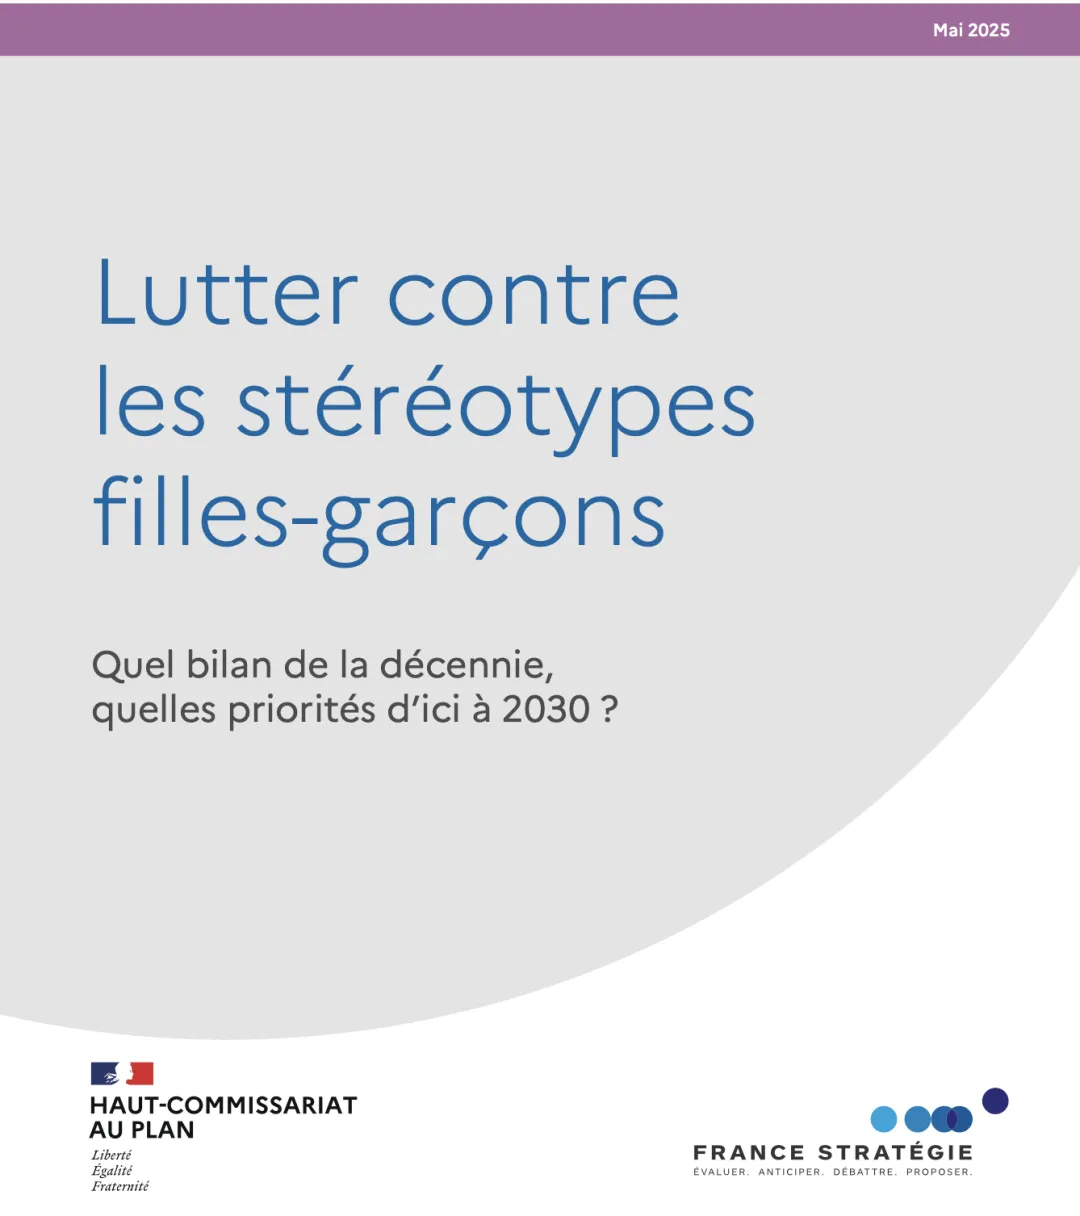 Mai 2025
Lutter contre
les stéréotypes
filles-garçons
Quel bilan de la décennie,
quelles priorités d’ici à 2030 ?
HAUT-COMMISSARIAT
AU PLAN
Liberté
Égalité
Fraternité
FRANCE STRATÉGIE
ÉVALUER. ANTICIPER. DÉBATTRE. PROPOSER.